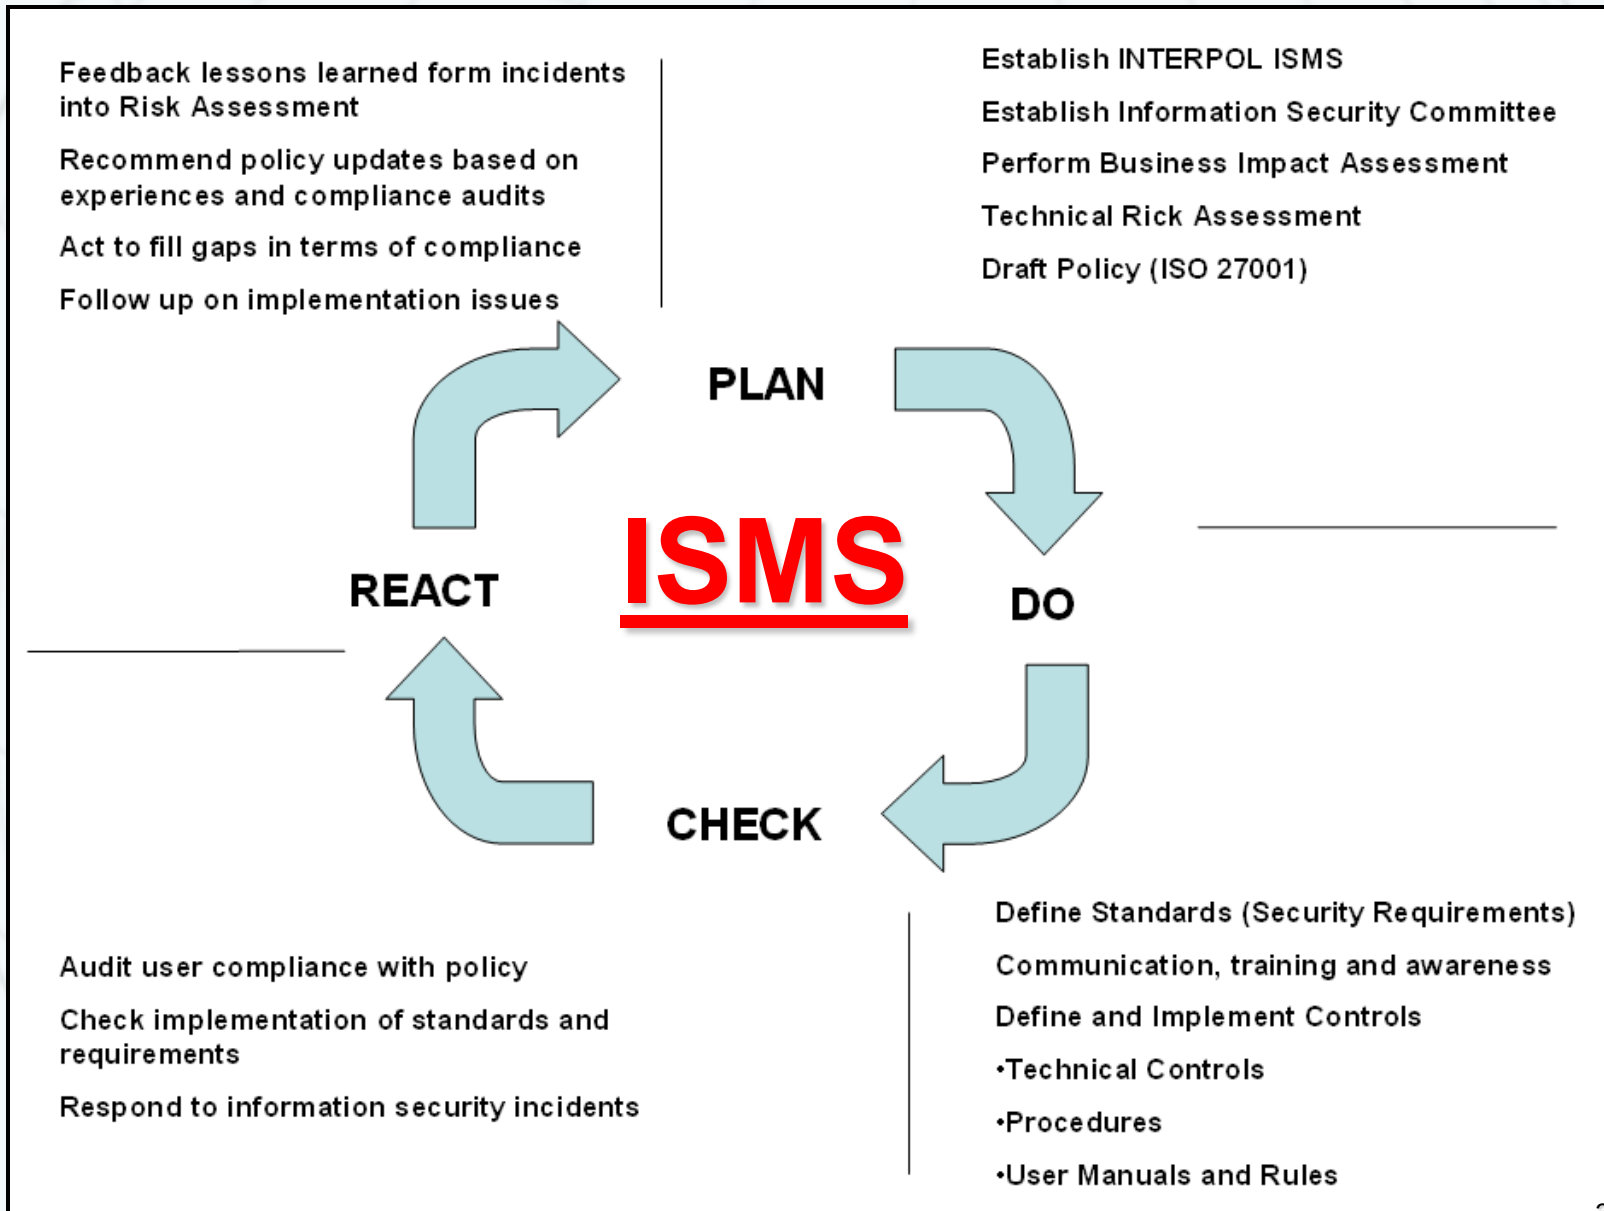 Feedback lessons learned form incidents
into Risk Assessment
Recommend policy updates based on
experiences and compliance audits
Act to fill gaps in terms of compliance
Follow up on implementation issues
Establish INTERPOL ISMS
Establish Information Security Committee
Perform Business Impact Assessment
Technical Rick Assessment
Draft Policy (ISO 27001)
PLAN
ISMS
REACT
DO
CHECK
Audit user compliance with policy
Check implementation of standards and
requirements
Respond to information security incidents
Define Standards (Security Requirements)
Communication, training and awareness
Define and Implement Controls
•Technical Controls
•Procedures
•User Manuals and Rules